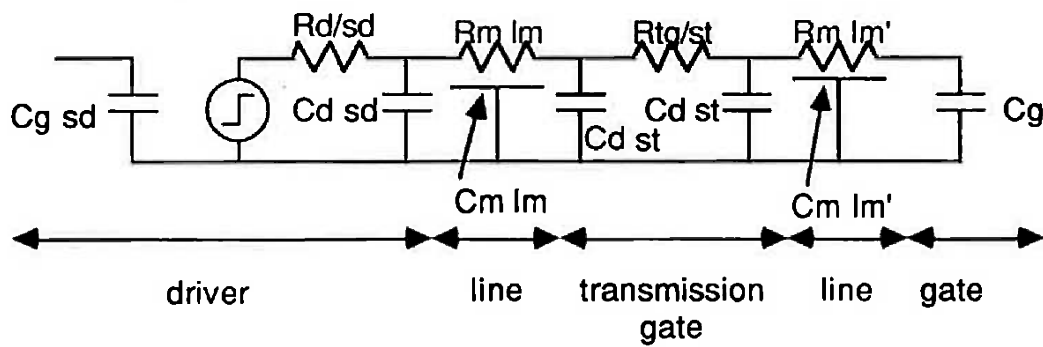 Rd/sd Rm lm Rtg/st Rm lm'
Cg sd Cd sd Cd st Cd st Cg
Cm lm Cm lm'
driver line transmission gate line gate